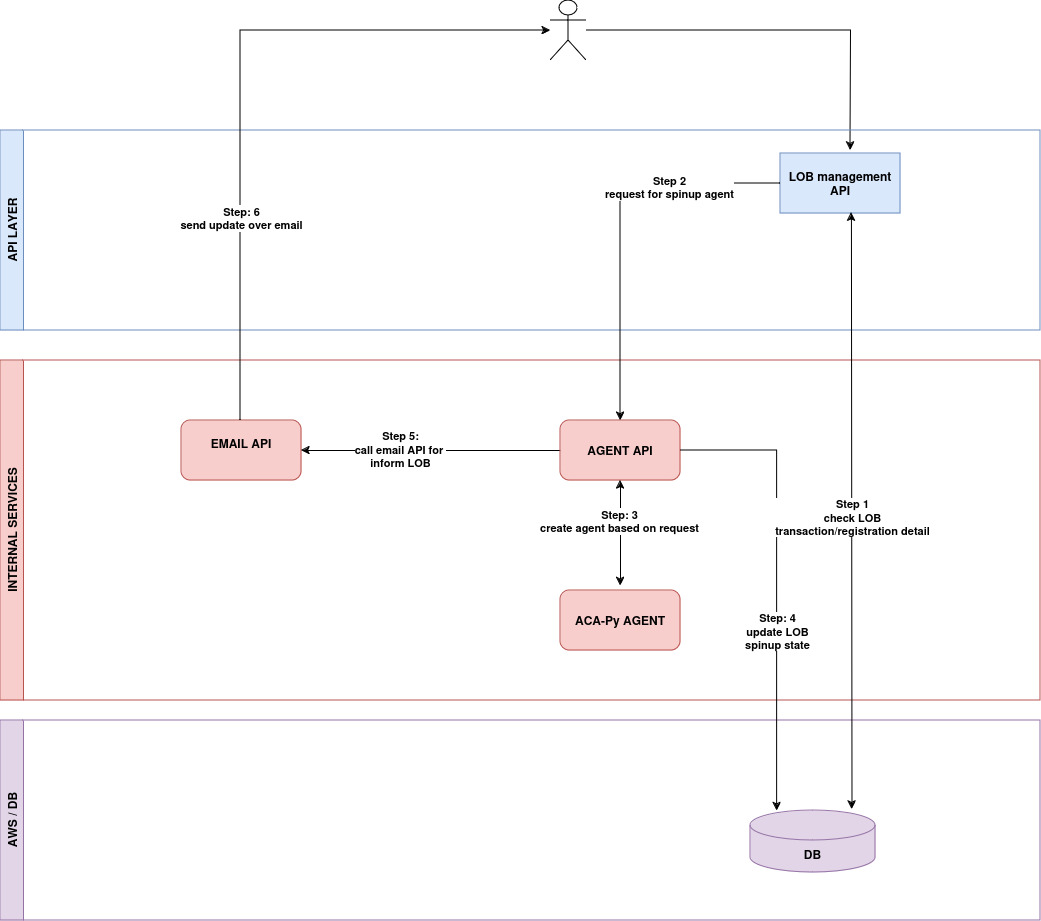 API LAYER
LOB management
API
Step 2
request for spinup agent
Step: 6
send update over email
INTERNAL SERVICES
EMAIL API
Step 5:
call email API for
inform LOB
AGENT API
Step: 3
create agent based on request
Step 1
check LOB
transaction/registration detail
ACA-Py AGENT
Step: 4
update LOB
spinup state
AWS / DB
DB